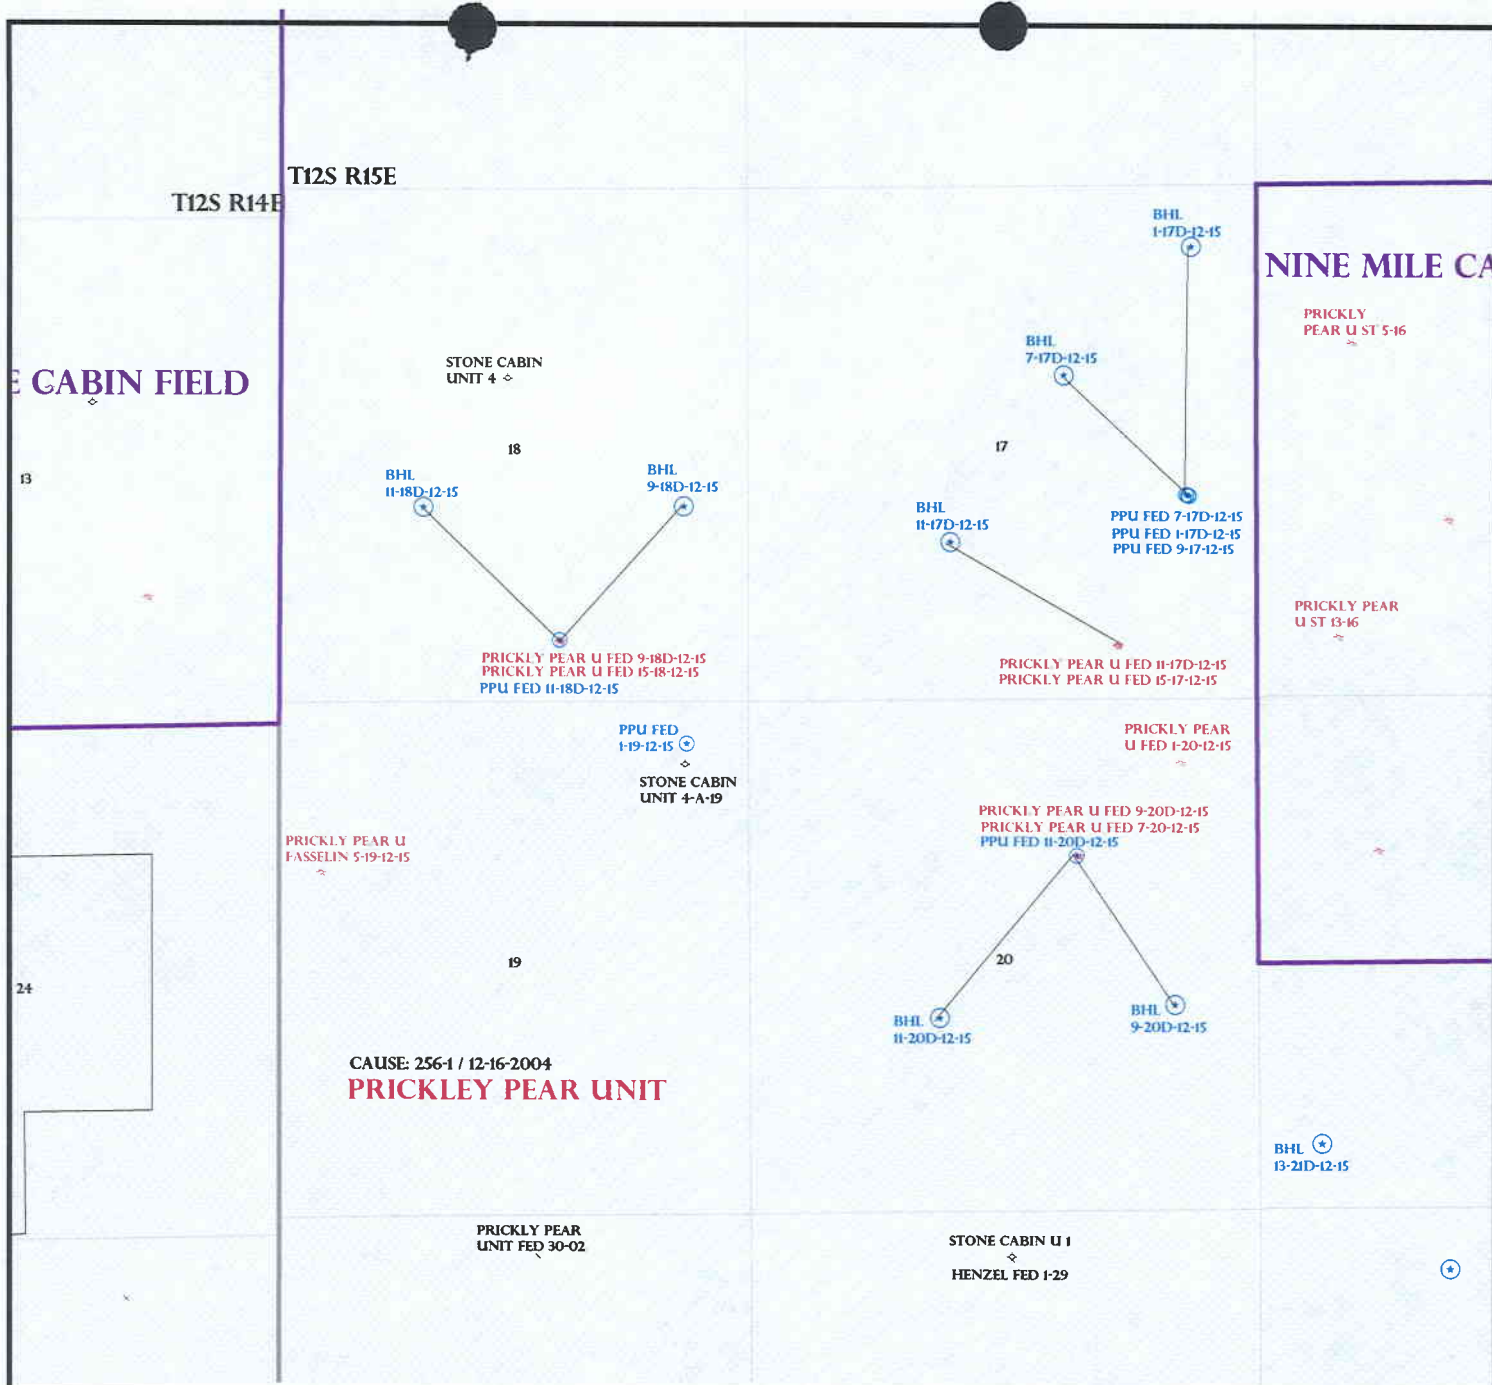 T12S R15E
T12S R14E
BHL
1-17D-12-15
NINE MILE CA
PRICKLY
PEAR U ST 5-16
BHL
7-17D-12-15
STONE CABIN
UNIT 4
E CABIN FIELD
18
17
13
BHL
11-18D-12-15
BHL
9-18D-12-15
BHL
11-17D-12-15
PPU FED 7-17D-12-15
PPU FED 1-17D-12-15
PPU FED 9-17-12-15
PRICKLY PEAR
U ST 13-16
PRICKLY PEAR U FED 9-18D-12-15
PRICKLY PEAR U FED 15-18-12-15
PPU FED 11-18D-12-15
PRICKLY PEAR U FED 11-17D-12-15
PRICKLY PEAR U FED 15-17-12-15
PPU FED
1-19-12-15
PRICKLY PEAR
U FED 1-20-12-15
STONE CABIN
UNIT 4-A-19
PRICKLY PEAR U FED 9-20D-12-15
PRICKLY PEAR U FED 7-20-12-15
PPU FED 11-20D-12-15
PRICKLY PEAR U
FASSELIN 5-19-12-15
19
20
24
BHL
11-20D-12-15
BHL
9-20D-12-15
CAUSE: 256-1 / 12-16-2004
PRICKLEY PEAR UNIT
BHL
13-21D-12-15
PRICKLY PEAR
UNIT FED 30-02
STONE CABIN U 1
HENZEL FED 1-29